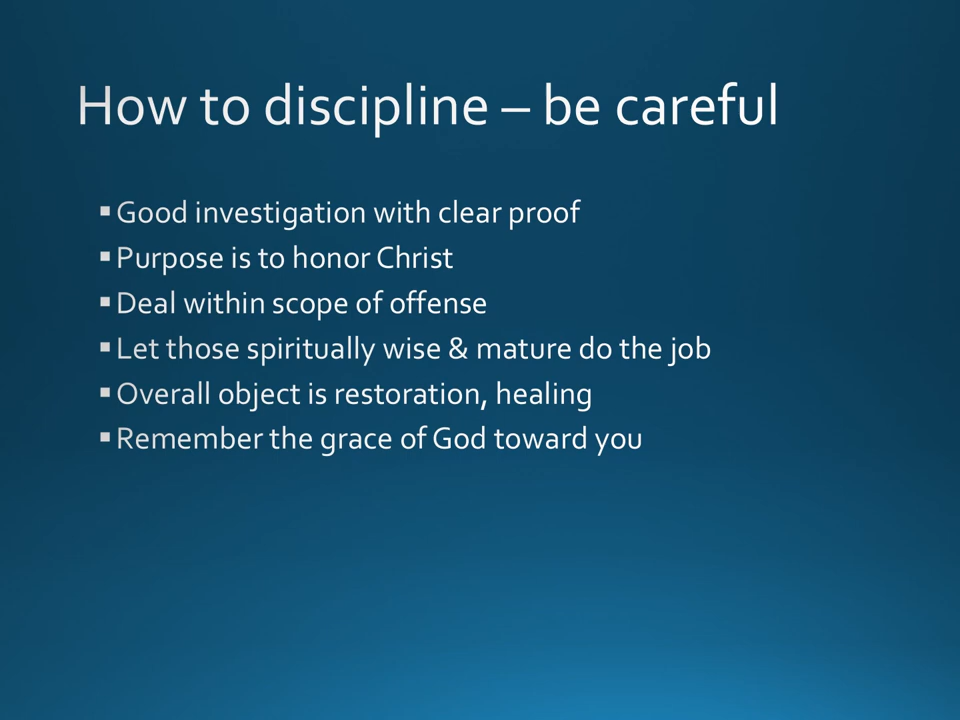 How to discipline – be careful
▪Good investigation with clear proof
▪Purpose is to honor Christ
▪Deal within scope of offense
▪Let those spiritually wise & mature do the job
▪Overall object is restoration, healing
▪Remember the grace of God toward you